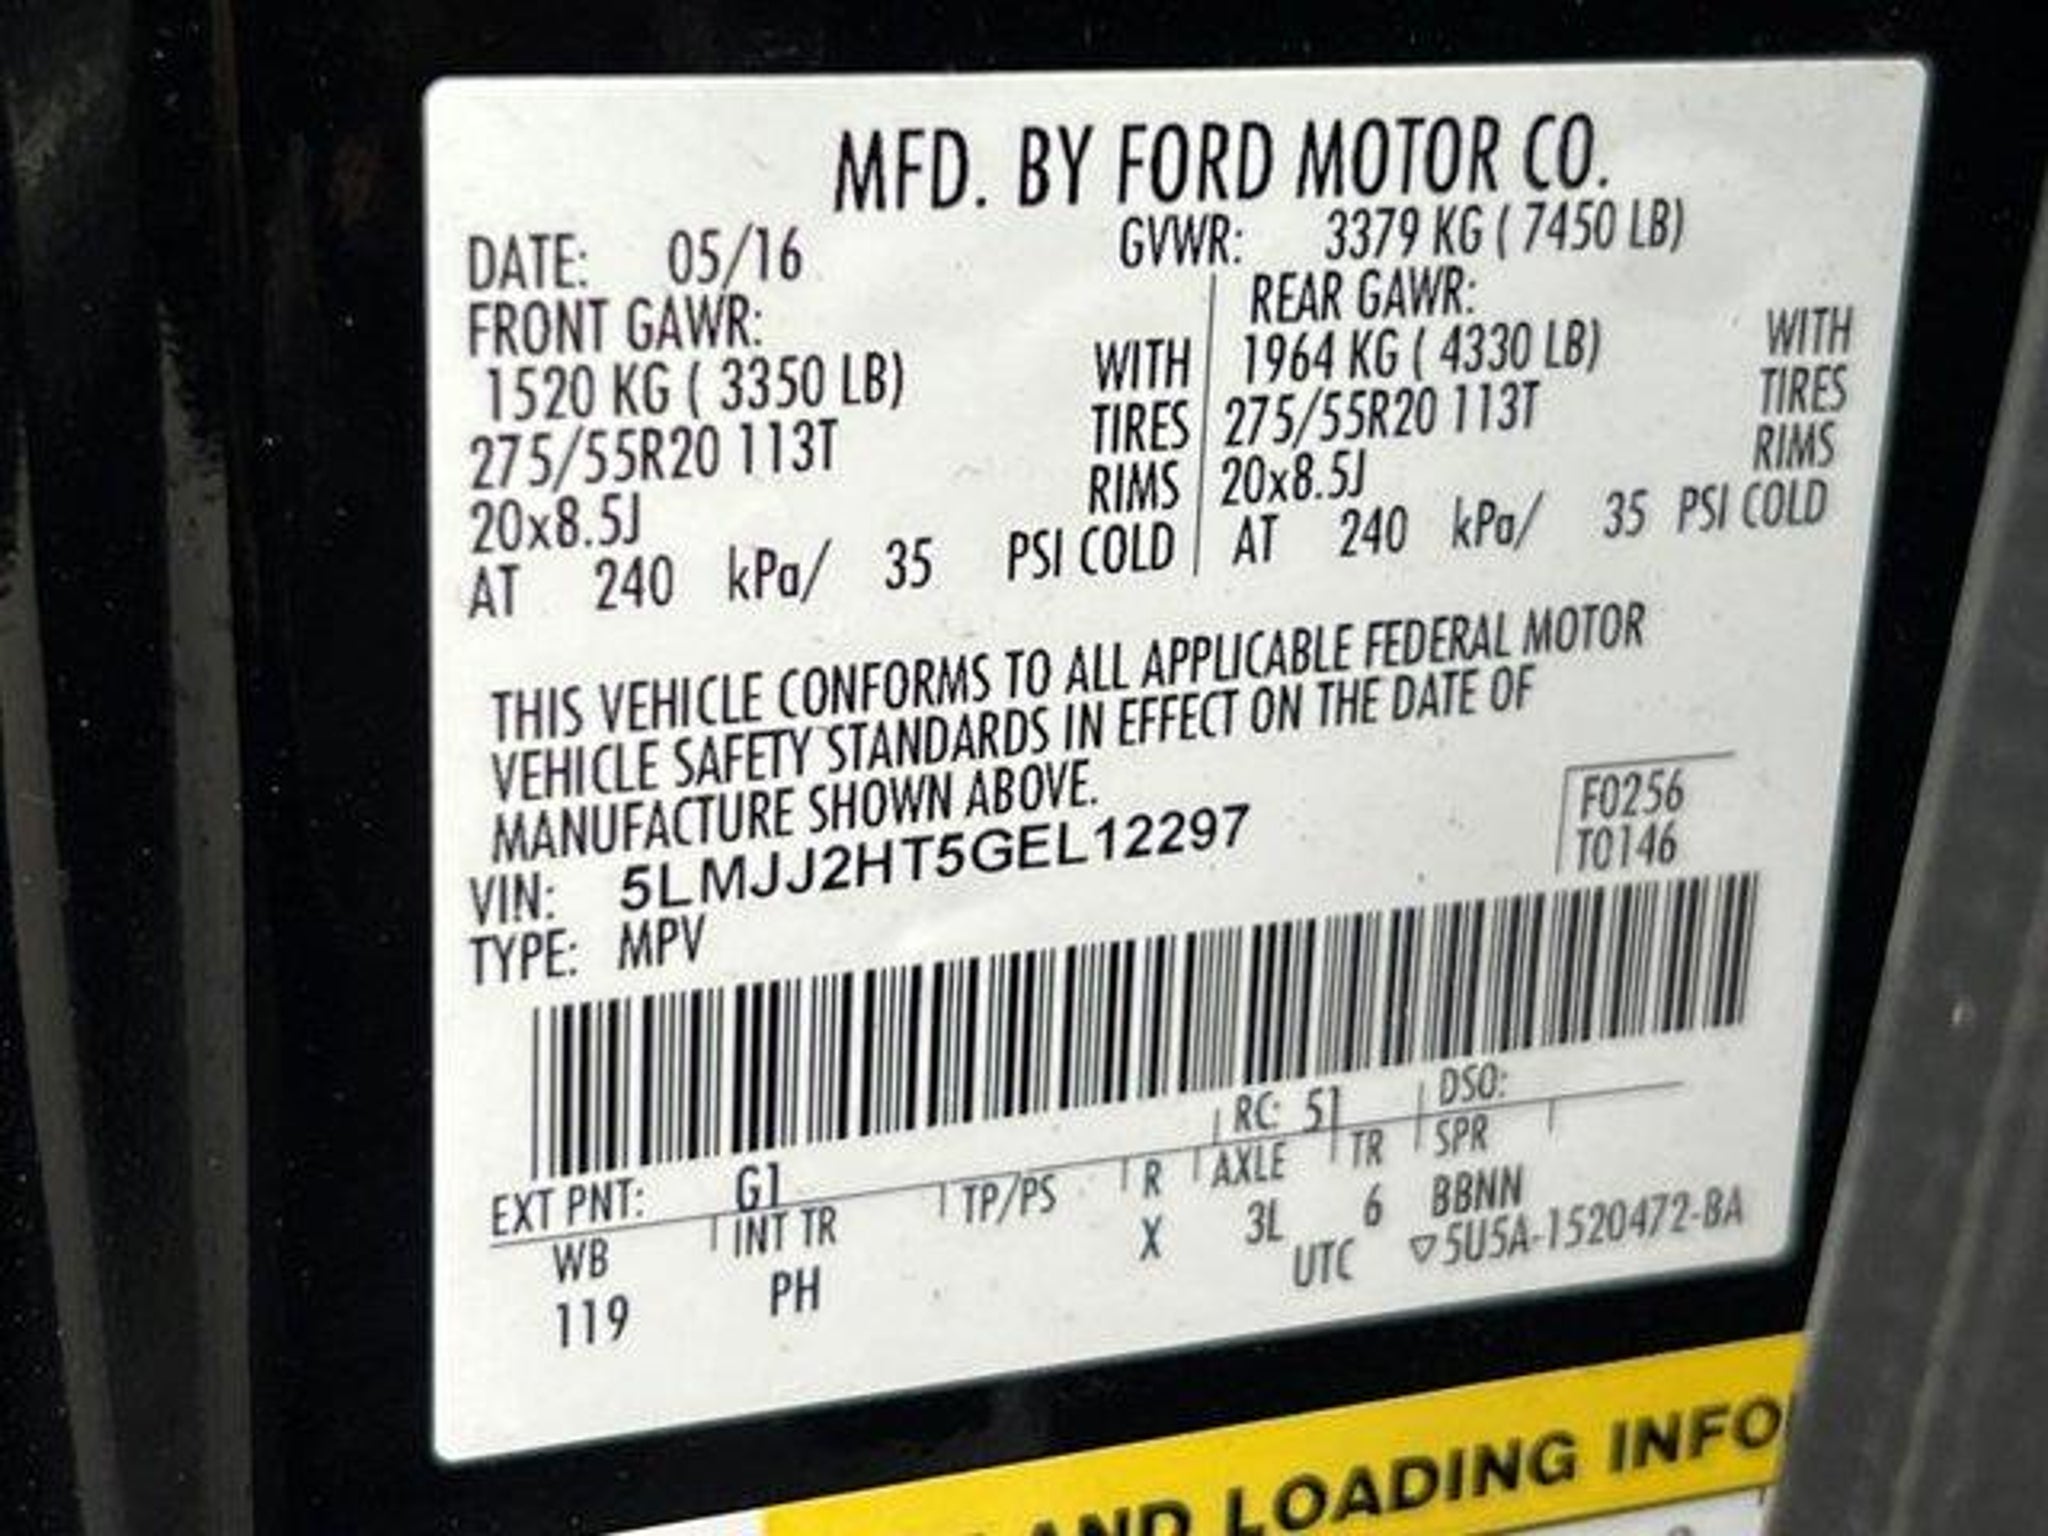 MFD. BY FORD MOTOR CO.
DATE: 05/16 GVWR: 3379 KG ( 7450 LB)
FRONT GAWR: REAR GAWR:
1520 KG ( 3350 LB) WITH 1964 KG ( 4330 LB) WITH
275/55R20 113T TIRES 275/55R20 113T TIRES
20x8.5J RIMS 20x8.5J RIMS
AT 240 kPa/ 35 PSI COLD AT 240 kPa/ 35 PSI COLD
THIS VEHICLE CONFORMS TO ALL APPLICABLE FEDERAL MOTOR
VEHICLE SAFETY STANDARDS IN EFFECT ON THE DATE OF
MANUFACTURE SHOWN ABOVE.
F0256
VIN: 5LMJJ2HT5GEL12297 T0146
TYPE: MPV
EXT PNT: G1 RC: 51 DSO:
WB INT TR TP/PS R AXLE TR SPR
119 PH X 3L 6 BBNN
UTC ▽5U5A-1520472-BA
AND LOADING INFO